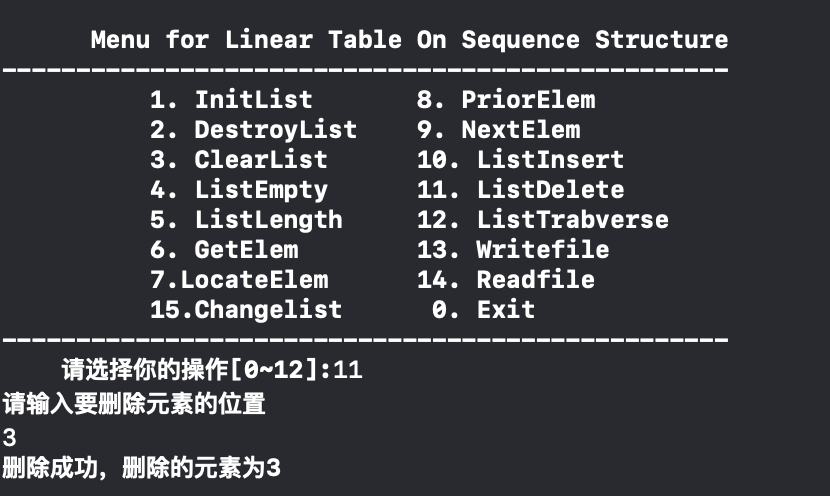 Menu for Linear Table On Sequence Structure
-------------------------------------------------
1. InitList 8. PriorElem
2. DestroyList 9. NextElem
3. ClearList 10. ListInsert
4. ListEmpty 11. ListDelete
5. ListLength 12. ListTrabverse
6. GetElem 13. Writefile
7.LocateElem 14. Readfile
15.Changelist 0. Exit
-------------------------------------------------
请选择你的操作[0~12]:11
请输入要删除元素的位置
3
删除成功，删除的元素为3